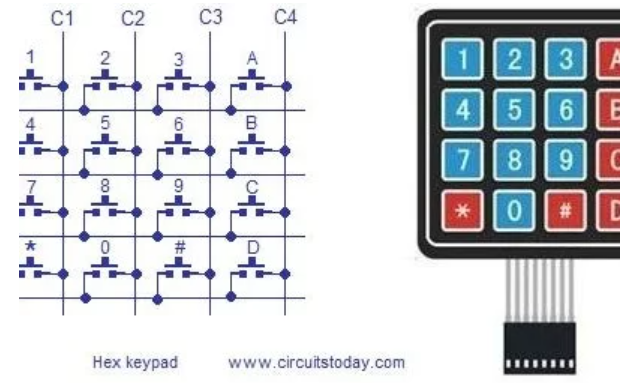 C1 C2 C3 C4
1 2 3 A
4 5 6 B
7 8 9 C
* 0 # D
1 2 3 A
4 5 6 B
7 8 9 C
* 0 # D
Hex keypad www.circuitstoday.com